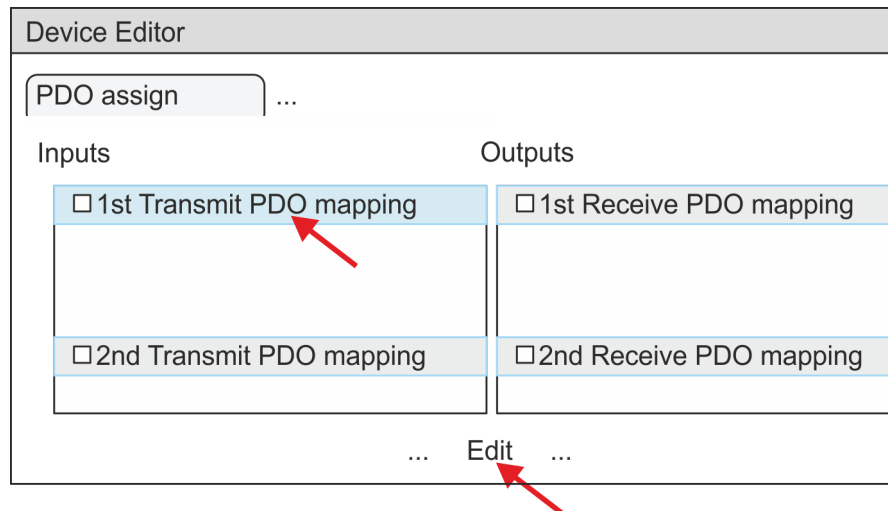 Device Editor
PDO assign ...
Inputs Outputs
1st Transmit PDO mapping 1st Receive PDO mapping
2nd Transmit PDO mapping 2nd Receive PDO mapping
... Edit ...